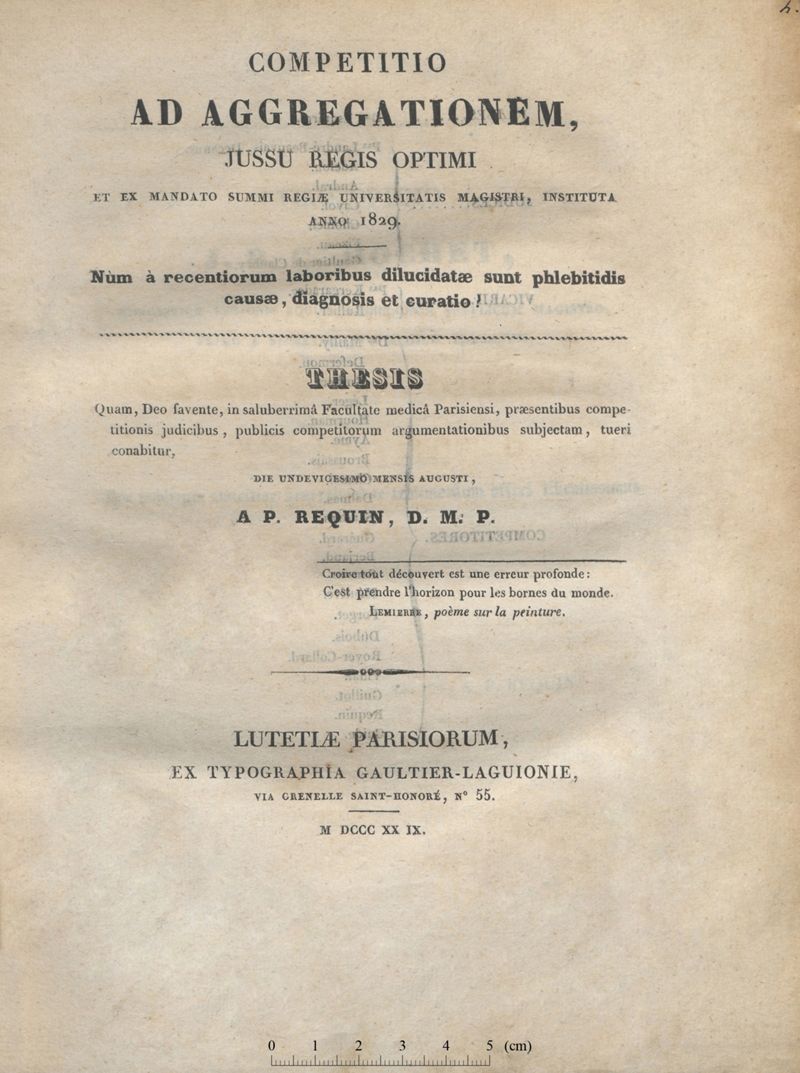 COMPETITIO
AD AGGREGATIONEM,
JUSSU REGIS OPTIMI
ET EX MANDATO SUMMI REGIÆ UNIVERSITATIS MAGISTRI, INSTITUTA
ANNO 1829.
Nùm à recentiorum laboribus dilucidatæ sunt phlebitidis
causæ, diagnosis et curatio?
THESIS
Quam, Deo favente, in saluberrimâ Facultate medicâ Parisiensi, præsentibus compe-
titionis judicibus, publicis competitorum argumentationibus subjectam, tueri
conabitur,
DIE UNDEVIGESIMO MENSIS AUGUSTI,
A P. REQUIN, D. M. P.
Croire tout découvert est une erreur profonde:
C'est prendre l'horizon pour les bornes du monde.
LEMIERRE, poème sur la peinture.
LUTETIÆ PARISIORUM,
EX TYPOGRAPHIA GAULTIER-LAGUIONIE,
VIA GRENELLE SAINT-HONORÉ, N° 55.
M DCCC XX IX.
0 1 2 3 4 5 (cm)